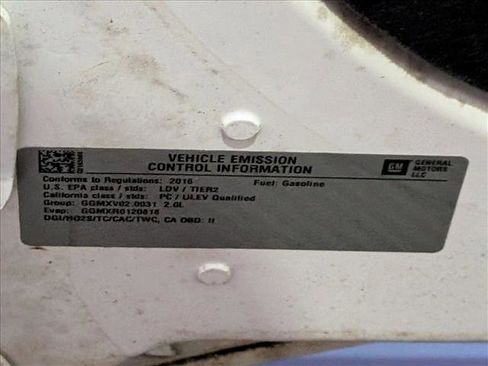 VEHICLE EMISSION
CONTROL INFORMATION
GM
GENERAL
MOTORS
LLC
Conforms to Regulations: 2016 Fuel: Gasoline
U.S. EPA class / stds: LDV / TIER2
California class / stds: PC / ULEV Qualified
Group: GGMXV02.0031 2.0L
Evap: GGMXR0120816
DGI/HO2S/TC/CAC/TWC, CA OBD: II